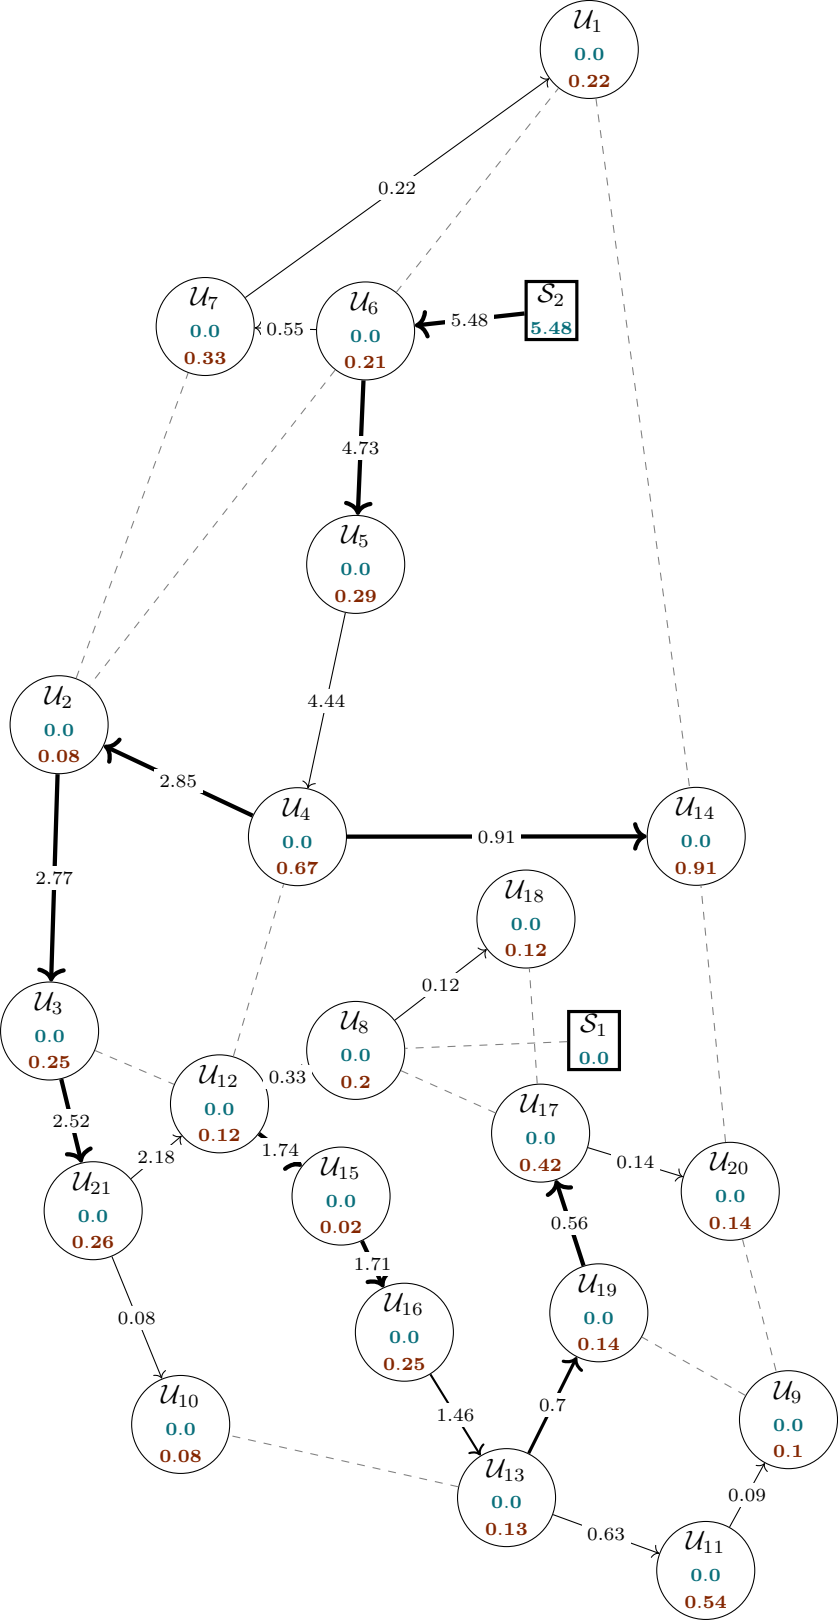 𝒰₁
0.0
0.22
0.22
𝒰₇
0.0
0.33
0.55
𝒰₆
0.0
0.21
5.48
𝒮₂
5.48
4.73
𝒰₅
0.0
0.29
4.44
𝒰₂
0.0
0.08
2.85
𝒰₄
0.0
0.67
0.91
𝒰₁₄
0.0
0.91
2.77
𝒰₁₈
0.0
0.12
0.12
𝒰₃
0.0
0.25
𝒰₈
0.0
0.2
𝒮₁
0.0
𝒰₁₂
0.0
0.12
0.33
𝒰₁₇
0.0
0.42
2.52
2.18
1.74
𝒰₁₅
0.0
0.02
0.14
𝒰₂₀
0.0
0.14
𝒰₂₁
0.0
0.26
0.56
1.71
𝒰₁₆
0.0
0.25
𝒰₁₉
0.0
0.14
0.08
𝒰₁₀
0.0
0.08
1.46
0.7
𝒰₉
0.0
0.1
𝒰₁₃
0.0
0.13
0.63
0.09
𝒰₁₁
0.0
0.54